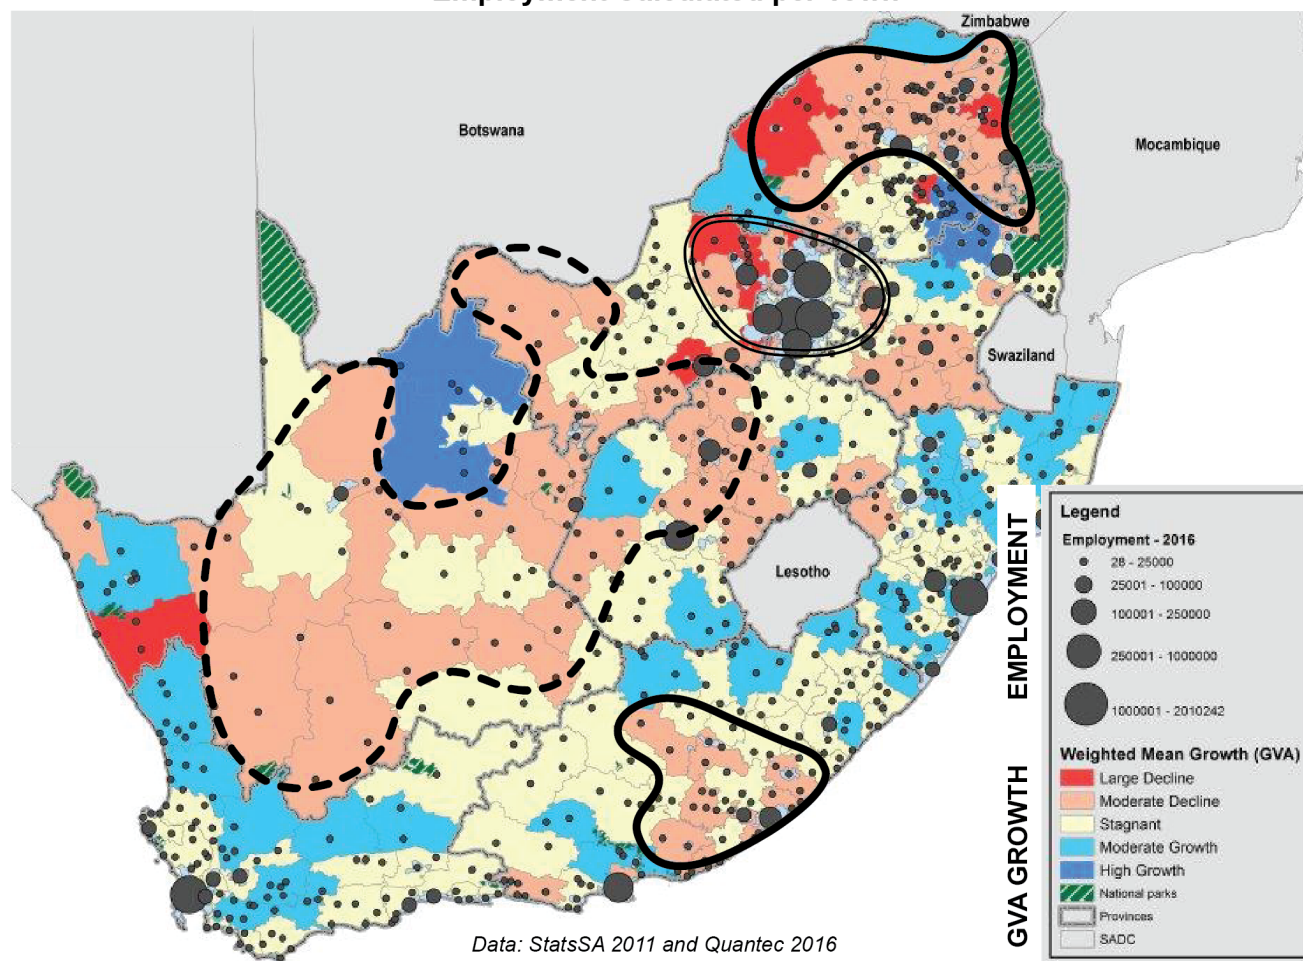 Zimbabwe
Botswana
Mocambique
Swaziland
Lesotho
EMPLOYMENT
GVA GROWTH
Legend
Employment - 2016
28 - 25000
25001 - 100000
100001 - 250000
250001 - 1000000
1000001 - 2010242
Weighted Mean Growth (GVA)
Large Decline
Moderate Decline
Stagnant
Moderate Growth
High Growth
National parks
Provinces
SADC
Data: StatsSA 2011 and Quantec 2016